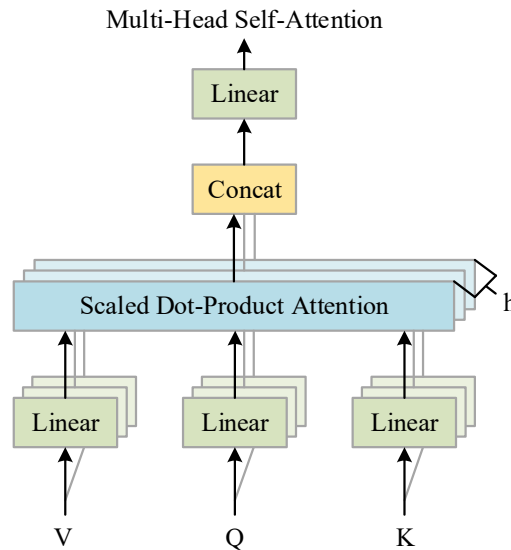 Multi-Head Self-Attention
Linear
Concat
Scaled Dot-Product Attention
h
Linear
Linear
Linear
V
Q
K